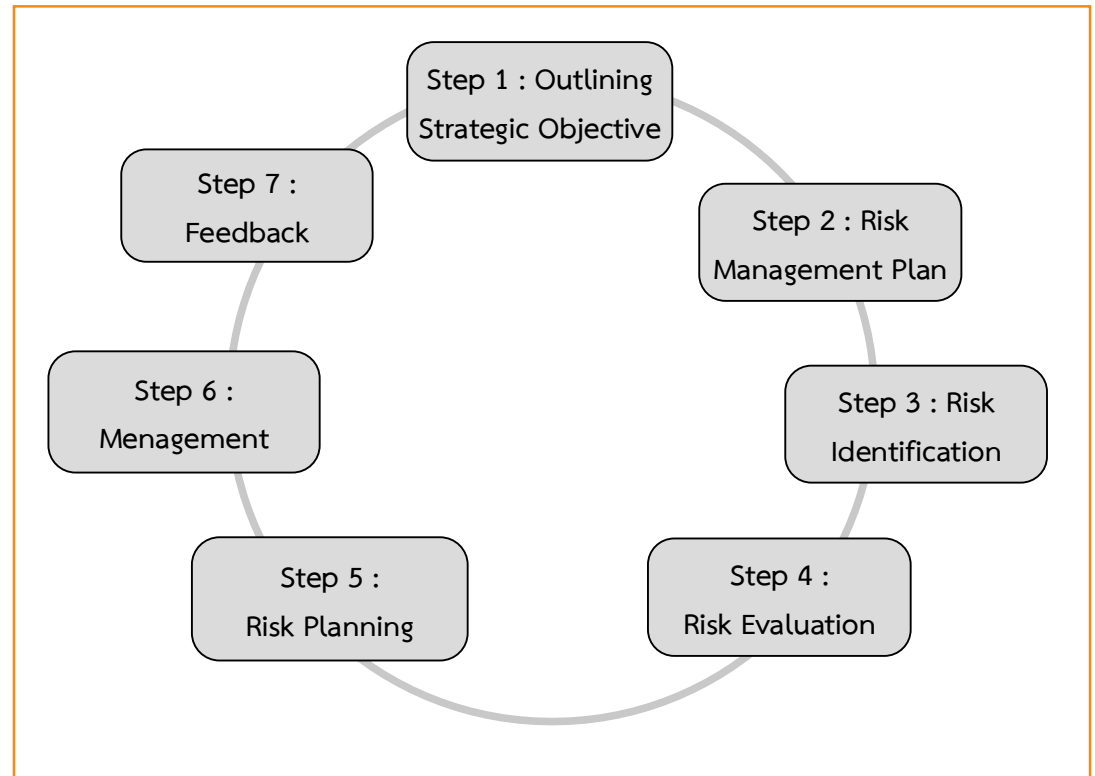 Step 1 : Outlining
Strategic Objective
Step 2 : Risk
Management Plan
Step 3 : Risk
Identification
Step 4 :
Risk Evaluation
Step 5 :
Risk Planning
Step 6 :
Menagement
Step 7 :
Feedback